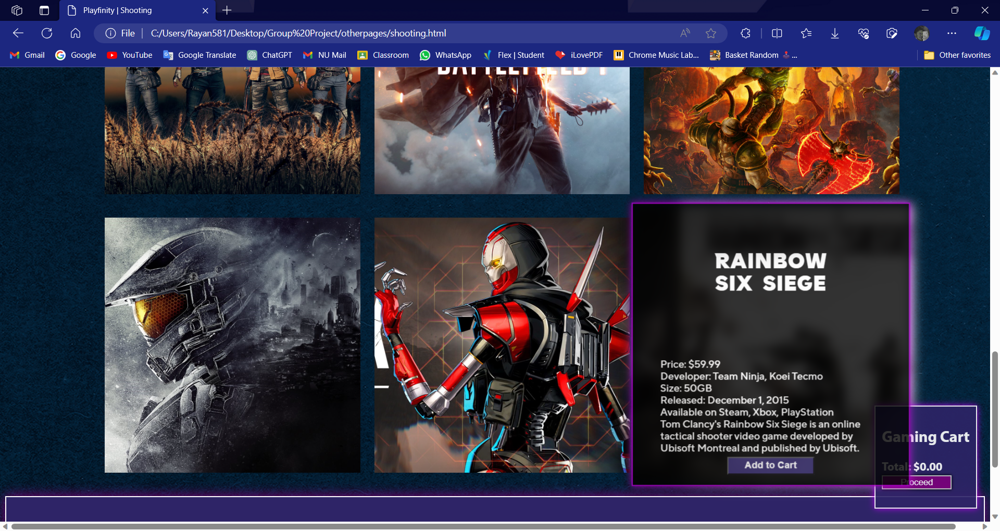 Playfinity | Shooting
File
C:/Users/Rayan581/Desktop/Group%20Project/otherpages/shooting.html
Gmail
Google
YouTube
Google Translate
ChatGPT
NU Mail
Classroom
WhatsApp
Flex | Student
iLovePDF
Chrome Music Lab...
Basket Random 🕹️ ...
Other favorites
BATTLEFIELD 1
RAINBOW
SIX SIEGE
Price: $59.99
Developer: Team Ninja, Koei Tecmo
Size: 50GB
Released: December 1, 2015
Available on Steam, Xbox, PlayStation
Tom Clancy's Rainbow Six Siege is an online
tactical shooter video game developed by
Ubisoft Montreal and published by Ubisoft.
Add to Cart
Gaming Cart
Total: $0.00
Proceed